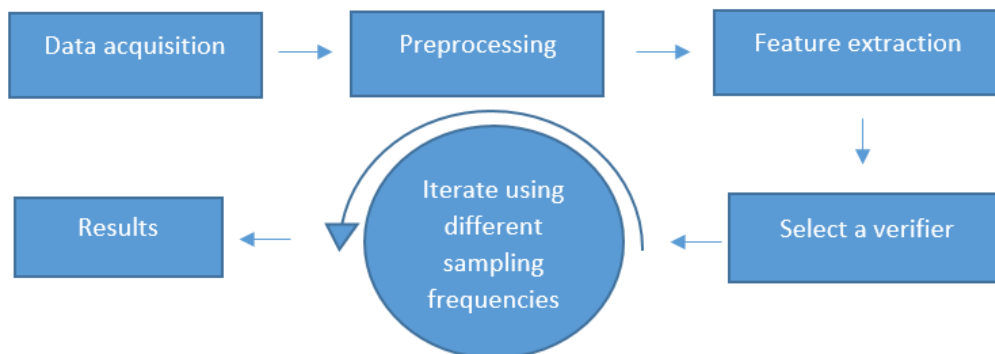 Data acquisition
Preprocessing
Feature extraction
Select a verifier
Iterate using
different
sampling
frequencies
Results